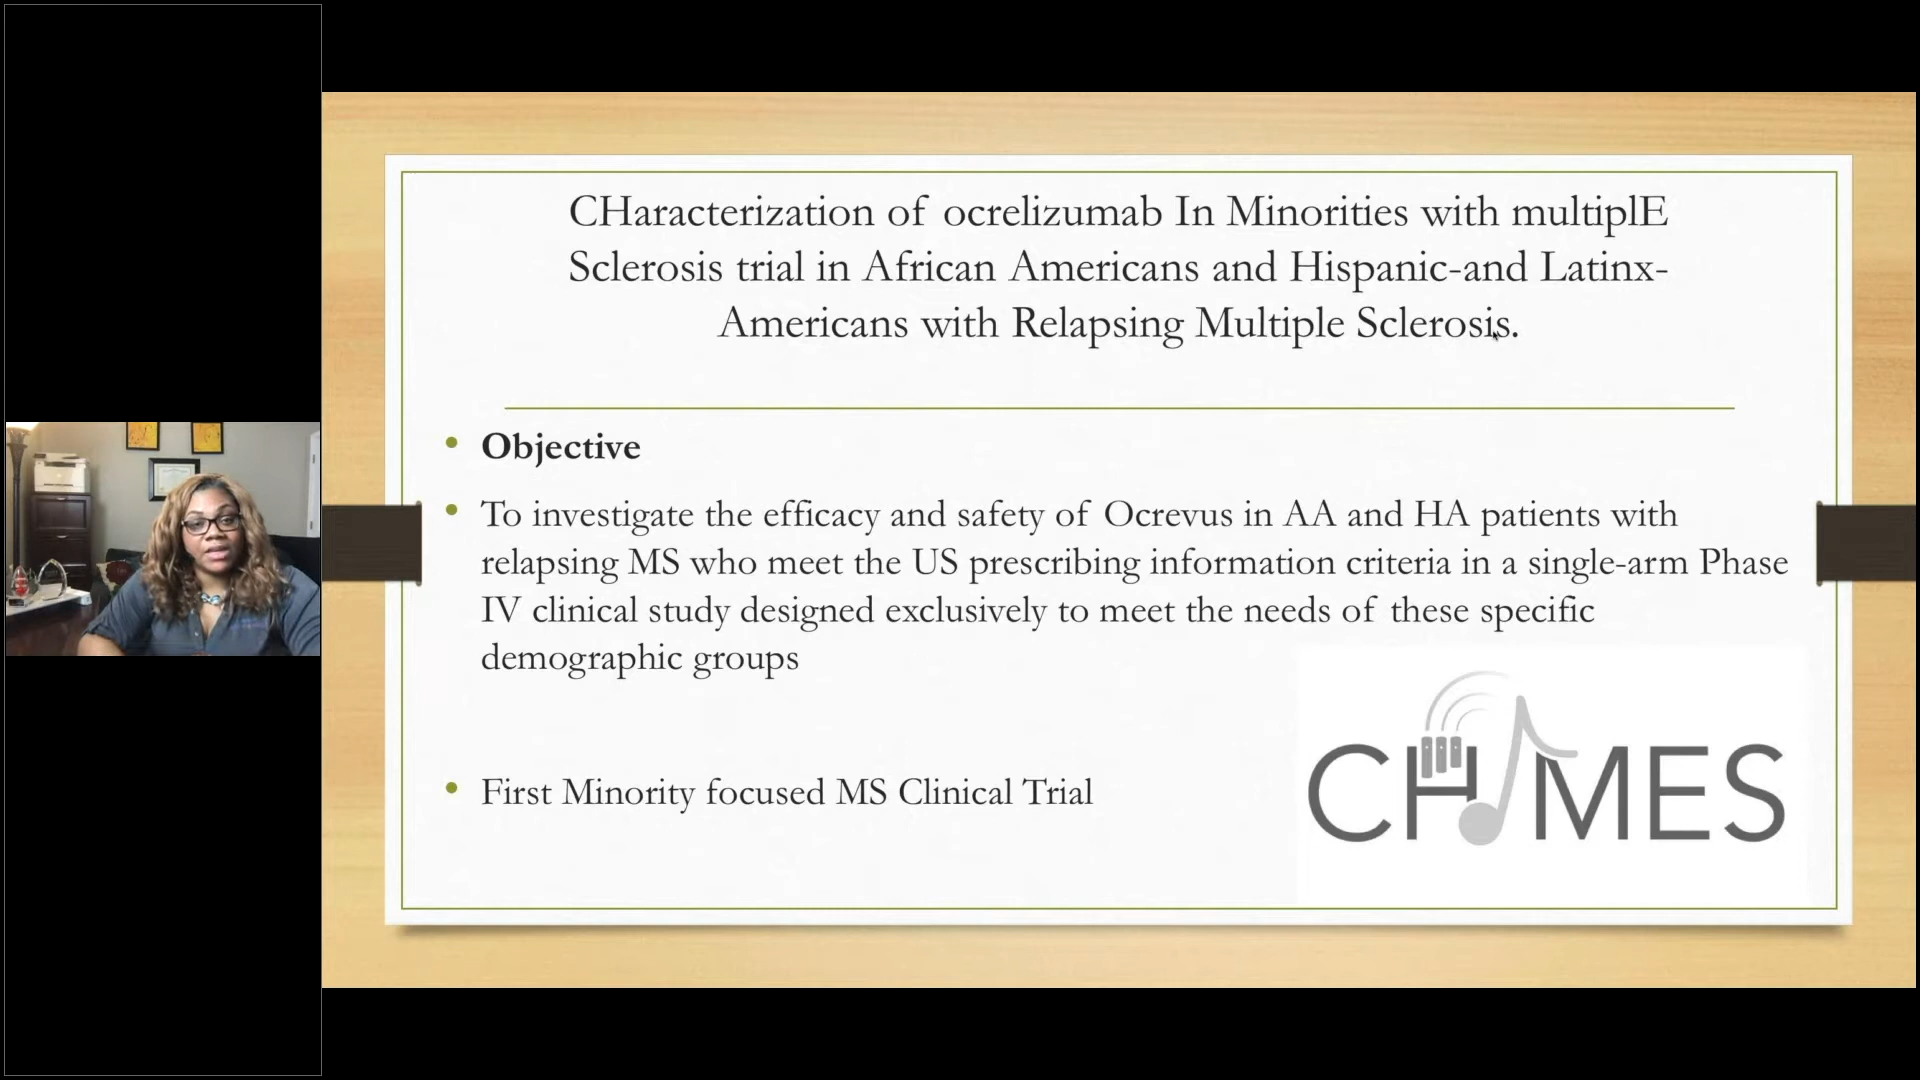 CHaracterization of ocrelizumab In Minorities with multiplE
Sclerosis trial in African Americans and Hispanic-and Latinx-
Americans with Relapsing Multiple Sclerosis.
Objective
To investigate the efficacy and safety of Ocrevus in AA and HA patients with
relapsing MS who meet the US prescribing information criteria in a single-arm Phase
IV clinical study designed exclusively to meet the needs of these specific
demographic groups
First Minority focused MS Clinical Trial
CHIMES